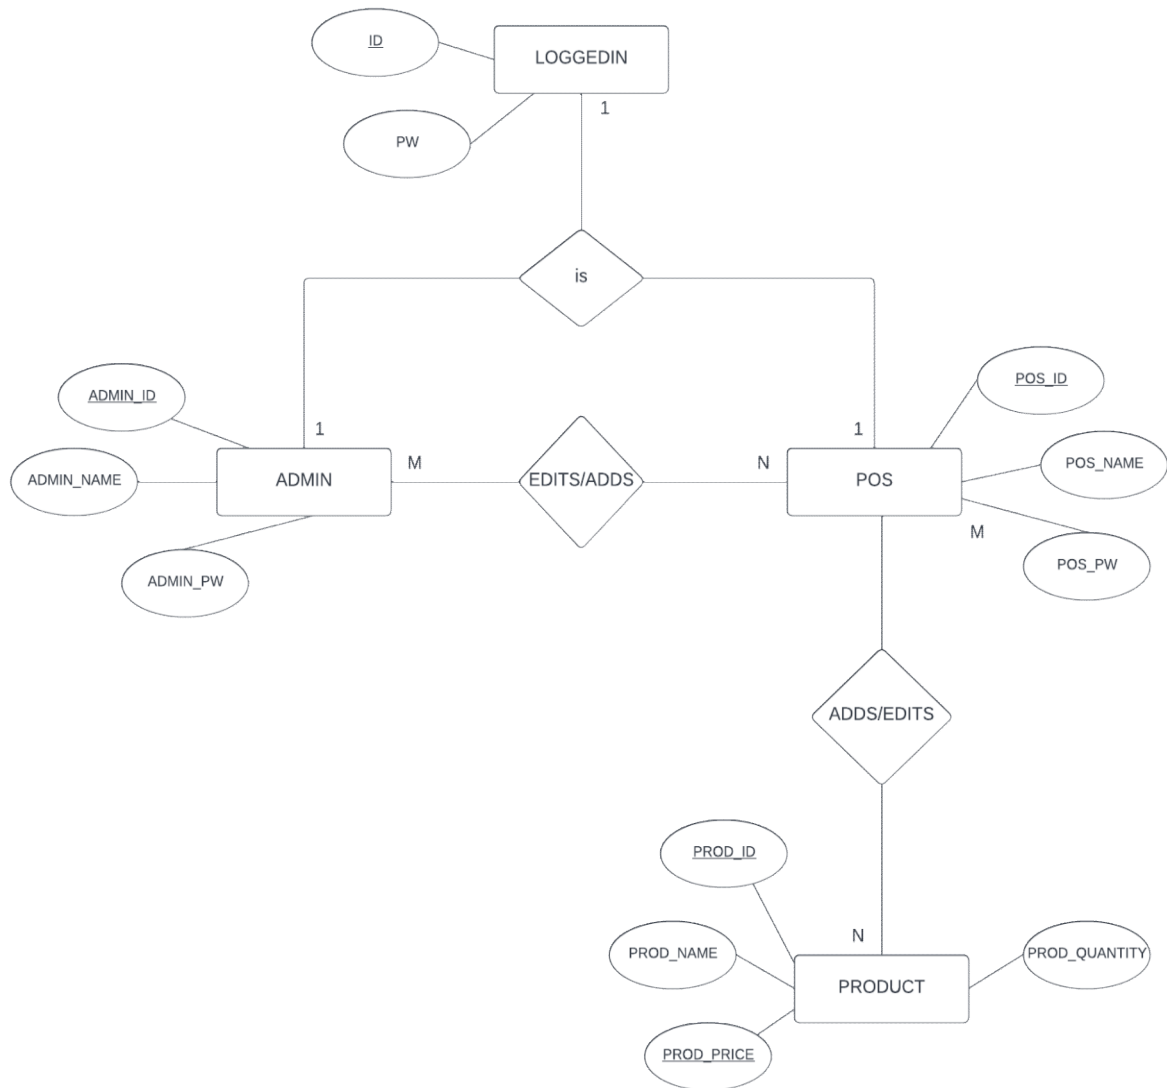 ID
LOGGEDIN
1
PW
is
POS_ID
ADMIN_ID
1
1
POS_NAME
M
N
ADMIN_NAME
ADMIN
EDITS/ADDS
POS
M
POS_PW
ADMIN_PW
ADDS/EDITS
PROD_ID
N
PROD_NAME
PROD_QUANTITY
PRODUCT
PROD_PRICE